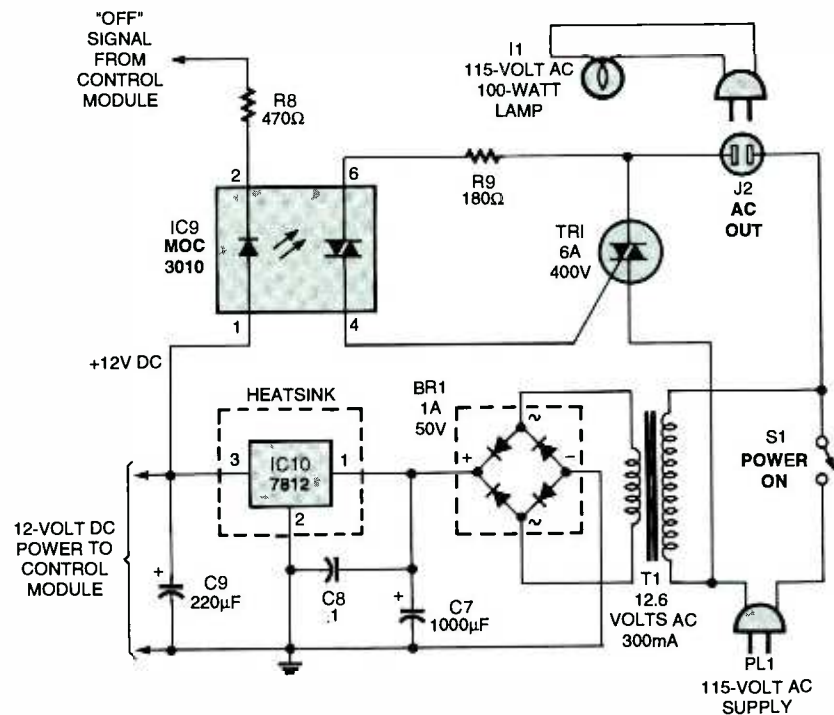 "OFF"
SIGNAL
FROM
CONTROL
MODULE
R8
470Ω
I1
115-VOLT AC
100-WATT
LAMP
2
6
R9
180Ω
J2
AC
OUT
IC9
MOC
3010
TRI
6A
400V
1
4
+12V DC
HEATSINK
BR1
1A
50V
~
S1
POWER
ON
3
IC10
7812
1
+
−
2
~
12-VOLT DC
POWER TO
CONTROL
MODULE
+
C9
220µF
C8
.1
+
C7
1000µF
T1
12.6
VOLTS AC
300mA
PL1
115-VOLT AC
SUPPLY